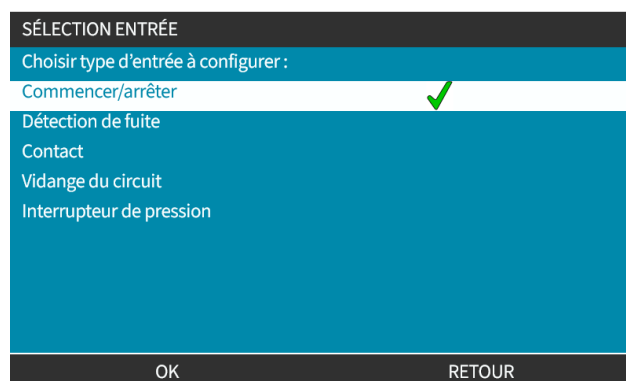 SÉLECTION ENTRÉE
Choisir type d’entrée à configurer :
Commencer/arrêter
Détection de fuite
Contact
Vidange du circuit
Interrupteur de pression
OK RETOUR